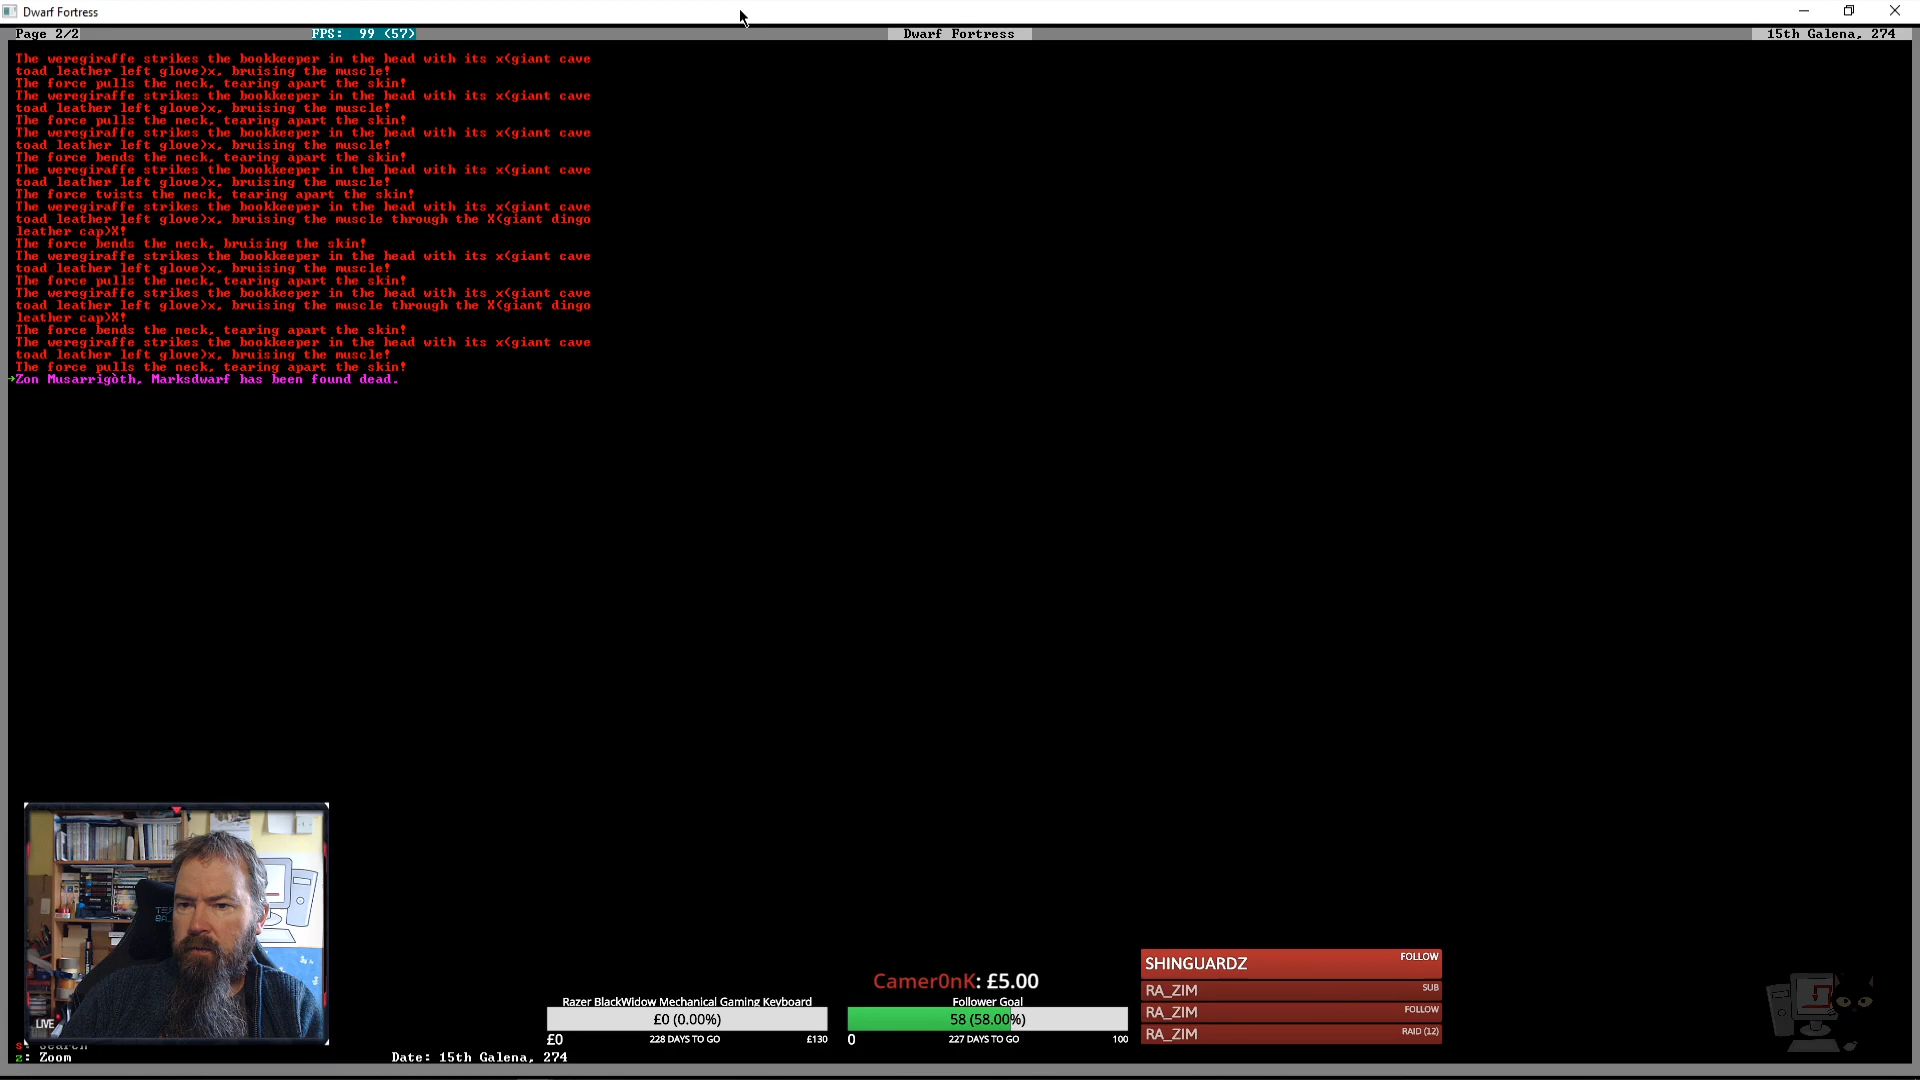 Dwarf Fortress
Page 2/2
FPS: 99 (57)
Dwarf Fortress
15th Galena, 274
The weregiraffe strikes the bookkeeper in the head with its x(giant cave
toad leather left glove)x, bruising the muscle!
The force pulls the neck, tearing apart the skin!
The weregiraffe strikes the bookkeeper in the head with its x(giant cave
toad leather left glove)x, bruising the muscle!
The force pulls the neck, tearing apart the skin!
The weregiraffe strikes the bookkeeper in the head with its x(giant cave
toad leather left glove)x, bruising the muscle!
The force bends the neck, tearing apart the skin!
The weregiraffe strikes the bookkeeper in the head with its x(giant cave
toad leather left glove)x, bruising the muscle!
The force twists the neck, tearing apart the skin!
The weregiraffe strikes the bookkeeper in the head with its x(giant cave
toad leather left glove)x, bruising the muscle through the X(giant dingo
leather cap)X!
The force bends the neck, bruising the skin!
The weregiraffe strikes the bookkeeper in the head with its x(giant cave
toad leather left glove)x, bruising the muscle!
The force pulls the neck, tearing apart the skin!
The weregiraffe strikes the bookkeeper in the head with its x(giant cave
toad leather left glove)x, bruising the muscle through the X(giant dingo
leather cap)X!
The force bends the neck, tearing apart the skin!
The weregiraffe strikes the bookkeeper in the head with its x(giant cave
toad leather left glove)x, bruising the muscle!
The force pulls the neck, tearing apart the skin!
Zon Musarrigòth, Marksdwarf has been found dead.
LIVE
s: Search
z: Zoom
Date: 15th Galena, 274
Razer BlackWidow Mechanical Gaming Keyboard
£0 (0.00%)
£0
228 DAYS TO GO
£130
Camer0nK: £5.00
Follower Goal
58 (58.00%)
0
227 DAYS TO GO
100
SHINGUARDZ
FOLLOW
RA_ZIM
SUB
RA_ZIM
FOLLOW
RA_ZIM
RAID (12)